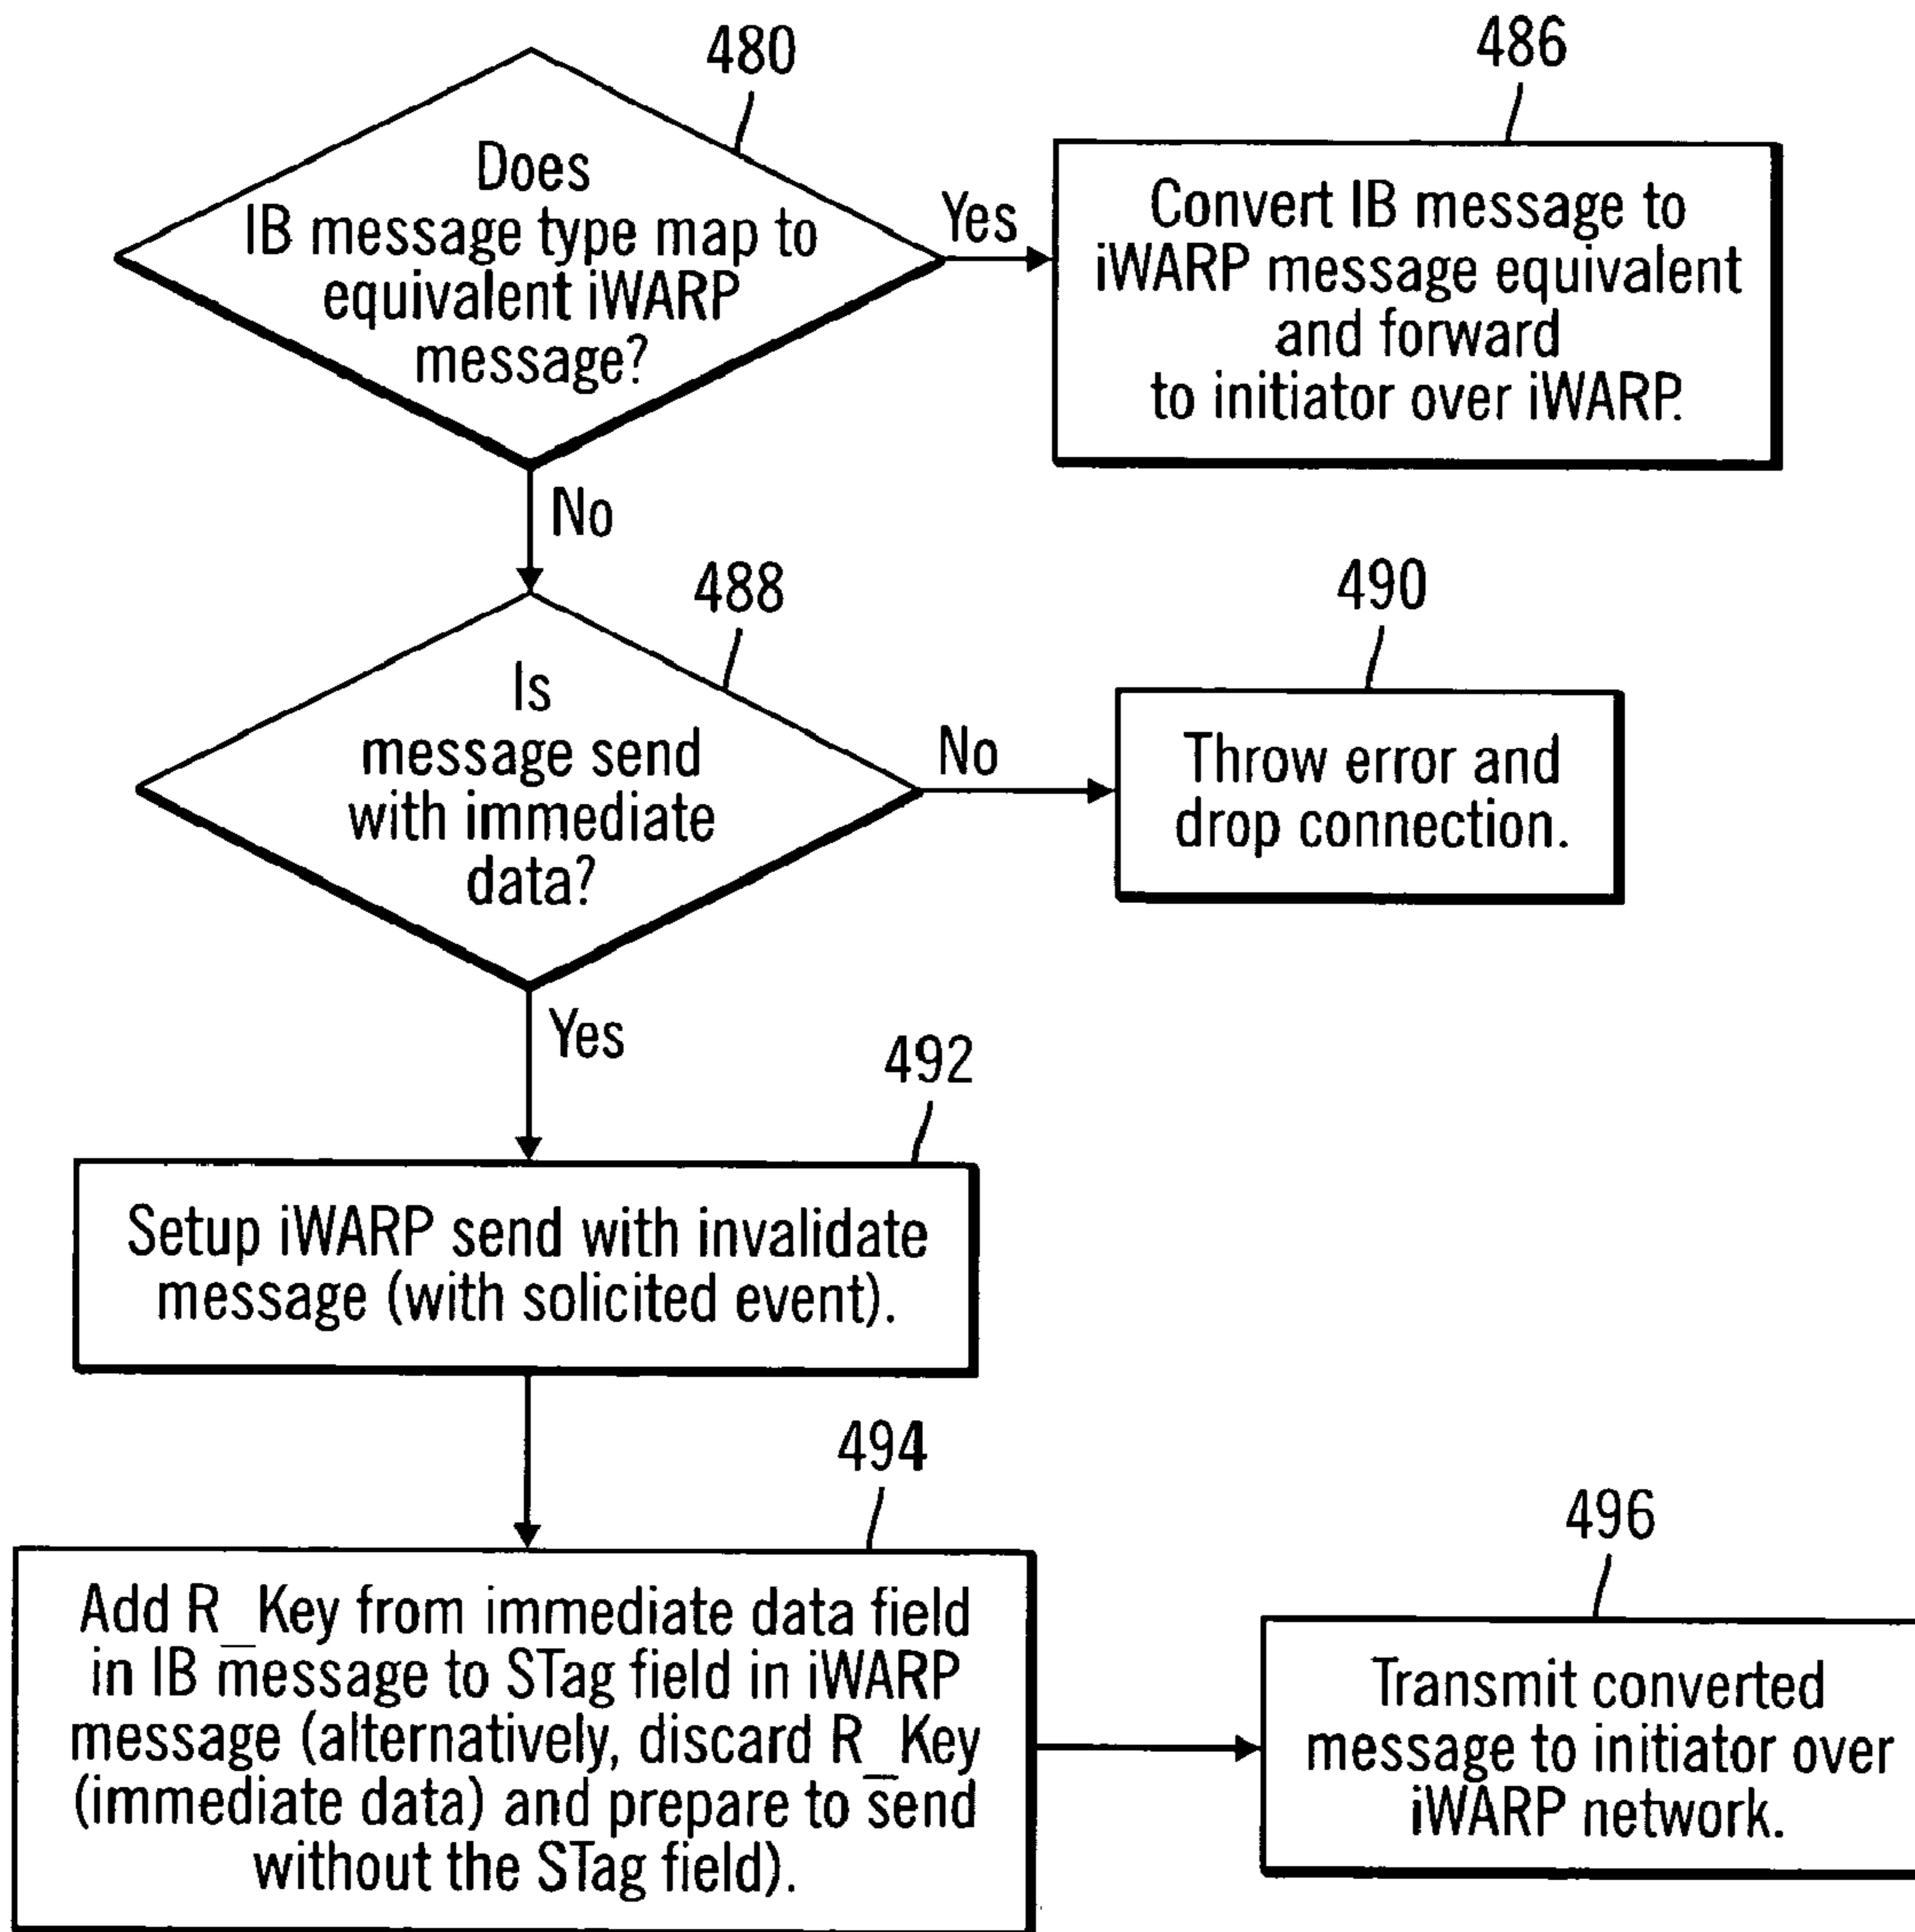 480
Does
IB message type map to
equivalent iWARP
message?
Yes
486
Convert IB message to
iWARP message equivalent
and forward
to initiator over iWARP.
No
488
Is
message send
with immediate
data?
No
490
Throw error and
drop connection.
Yes
492
Setup iWARP send with invalidate
message (with solicited event).
494
Add R_Key from immediate data field
in IB message to STag field in iWARP
message (alternatively, discard R_Key
(immediate data) and prepare to send
without the STag field).
496
Transmit converted
message to initiator over
iWARP network.